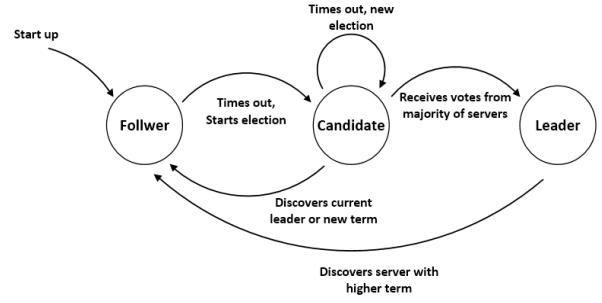 Times out, new
election
Start up
Times out,
Starts election
Receives votes from
majority of servers
Follwer
Candidate
Leader
Discovers current
leader or new term
Discovers server with
higher term